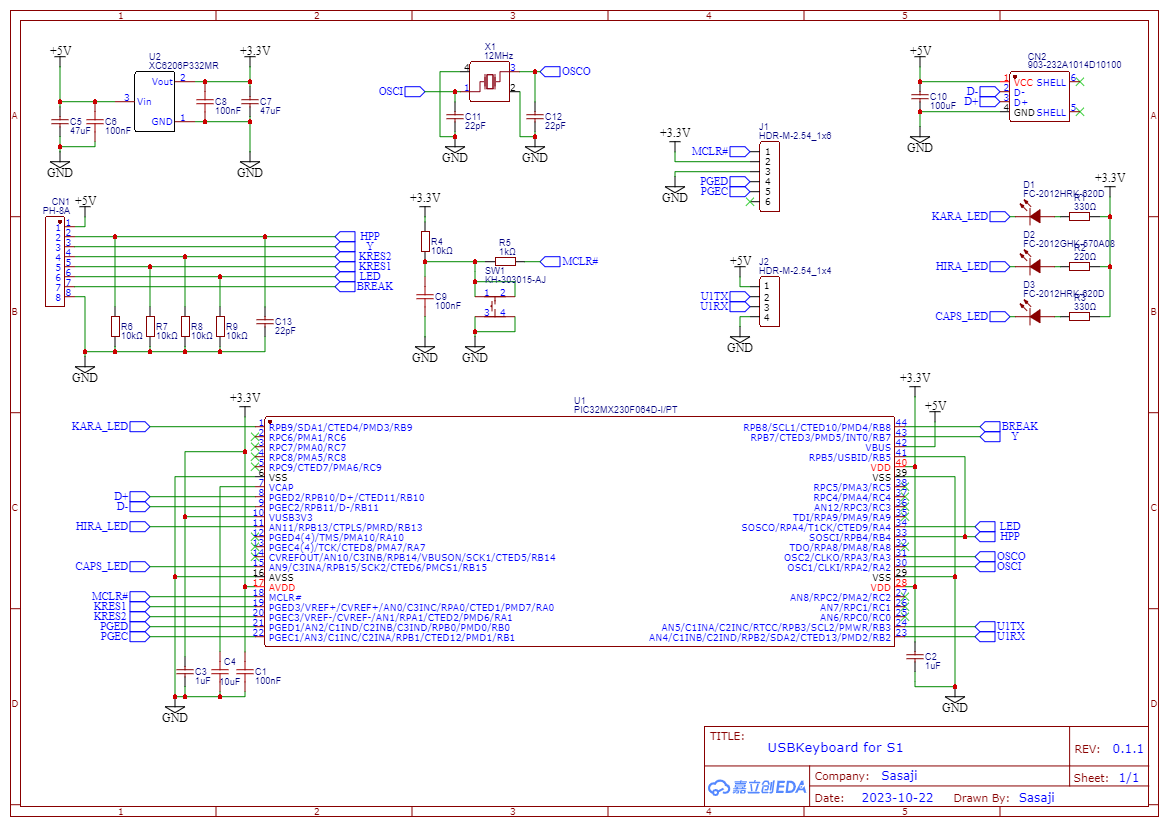 1 2 3 4 5
A
B
C
D
+5V
U2
XC6206P332MR
+3.3V
Vout 2
3 Vin
GND 1
C5
47uF
C6
100nF
C8
100nF
C7
47uF
GND
GND
X1
12MHz
4 3
1 2
OSCO
OSCI
C11
22pF
C12
22pF
GND
GND
+5V
CN2
903-232A1014D10100
1 VCC SHELL 6
D- 2 D-
D+ 3 D+
4 GND SHELL 5
C10
100uF
GND
+3.3V
J1
HDR-M-2.54_1x6
MCLR# 1
2
3
PGED 4
PGEC 5
6
GND
CN1
PH-8A
+5V
1 1
2 2
3 3
4 4
5 5
6 6
7 7
8 8
HPP
Y
KRES2
KRES1
LED
BREAK
R6
10kΩ
R7
10kΩ
R8
10kΩ
R9
10kΩ
C13
22pF
GND
+3.3V
R4
10kΩ
R5
1kΩ
MCLR#
SW1
KH-303015-AJ
1 2
3 4
C9
100nF
GND
GND
+5V
J2
HDR-M-2.54_1x4
1
U1TX 2
U1RX 3
4
GND
+3.3V
D1
FC-2012HRK-620D
R1
330Ω
KARA_LED
D2
FC-2012GHK-570A08
R2
220Ω
HIRA_LED
D3
FC-2012HRK-620D
R3
330Ω
CAPS_LED
U1
PIC32MX230F064D-I/PT
+3.3V
+3.3V
+5V
KARA_LED 1 RPB9/SDA1/CTED4/PMD3/RB9
2 RPC6/PMA1/RC6
3 RPC7/PMA0/RC7
4 RPC8/PMA5/RC8
5 RPC9/CTED7/PMA6/RC9
6 VSS
7 VCAP
D+ 8 PGED2/RPB10/D+/CTED11/RB10
D- 9 PGEC2/RPB11/D-/RB11
10 VUSB3V3
HIRA_LED 11 AN11/RPB13/CTPLS/PMRD/RB13
12 PGED4(4)/TMS/PMA10/RA10
13 PGEC4(4)/TCK/CTED8/PMA7/RA7
14 CVREFOUT/AN10/C3INB/RPB14/VBUSON/SCK1/CTED5/RB14
CAPS_LED 15 AN9/C3INA/RPB15/SCK2/CTED6/PMCS1/RB15
16 AVSS
17 AVDD
MCLR# 18 MCLR#
KRES1 19 PGED3/VREF+/CVREF+/AN0/C3INC/RPA0/CTED1/PMD7/RA0
KRES2 20 PGEC3/VREF-/CVREF-/AN1/RPA1/CTED2/PMD6/RA1
PGED 21 PGED1/AN2/C1IND/C2INB/C3IND/RPB0/PMD0/RB0
PGEC 22 PGEC1/AN3/C1INC/C2INA/RPB1/CTED12/PMD1/RB1
RPB8/SCL1/CTED10/PMD4/RB8 44 BREAK
RPB7/CTED3/PMD5/INT0/RB7 43 Y
VBUS 42
RPB5/USBID/RB5 41
VDD 40
VSS 39
RPC5/PMA3/RC5 38
RPC4/PMA4/RC4 37
AN12/RPC3/RC3 36
TDI/RPA9/PMA9/RA9 35
SOSCO/RPA4/T1CK/CTED9/RA4 34 LED
SOSCI/RPB4/RB4 33 HPP
TDO/RPA8/PMA8/RA8 32
OSC2/CLKO/RPA3/RA3 31 OSCO
OSC1/CLKI/RPA2/RA2 30 OSCI
VSS 29
VDD 28
AN8/RPC2/PMA2/RC2 27
AN7/RPC1/RC1 26
AN6/RPC0/RC0 25
AN5/C1INA/C2INC/RTCC/RPB3/SCL2/PMWR/RB3 24 U1TX
AN4/C1INB/C2IND/RPB2/SDA2/CTED13/PMD2/RB2 23 U1RX
C3
1uF
C4
10uF
C1
100nF
GND
C2
1uF
GND
TITLE:
USBKeyboard for S1
REV: 0.1.1
嘉立创EDA
Company: Sasaji
Sheet: 1/1
Date: 2023-10-22 Drawn By: Sasaji
1 2 3 4 5
A
B
C
D